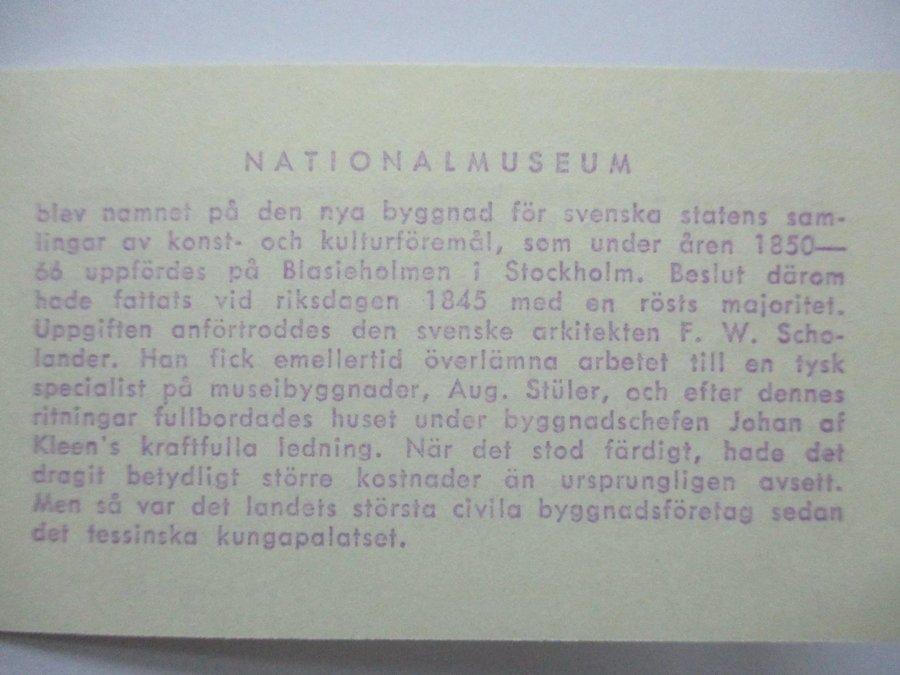 NATIONALMUSEUM
blev namnet på den nya byggnad för svenska statens sam-
lingar av konst- och kulturföremål, som under åren 1850—
66 uppfördes på Blasieholmen i Stockholm. Beslut därom
hade fattats vid riksdagen 1845 med en rösts majoritet.
Uppgiften anförtroddes den svenske arkitekten F. W. Scho-
lander. Han fick emellertid överlämna arbetet till en tysk
specialist på museibyggnader, Aug. Stüler, och efter dennes
ritningar fullbordades huset under byggnadschefen Johan af
Kleen's kraftfulla ledning. När det stod färdigt, hade det
dragit betydligt större kostnader än ursprungligen avsett.
Men så var det landets största civila byggnadsföretag sedan
det tessinska kungapalatset.